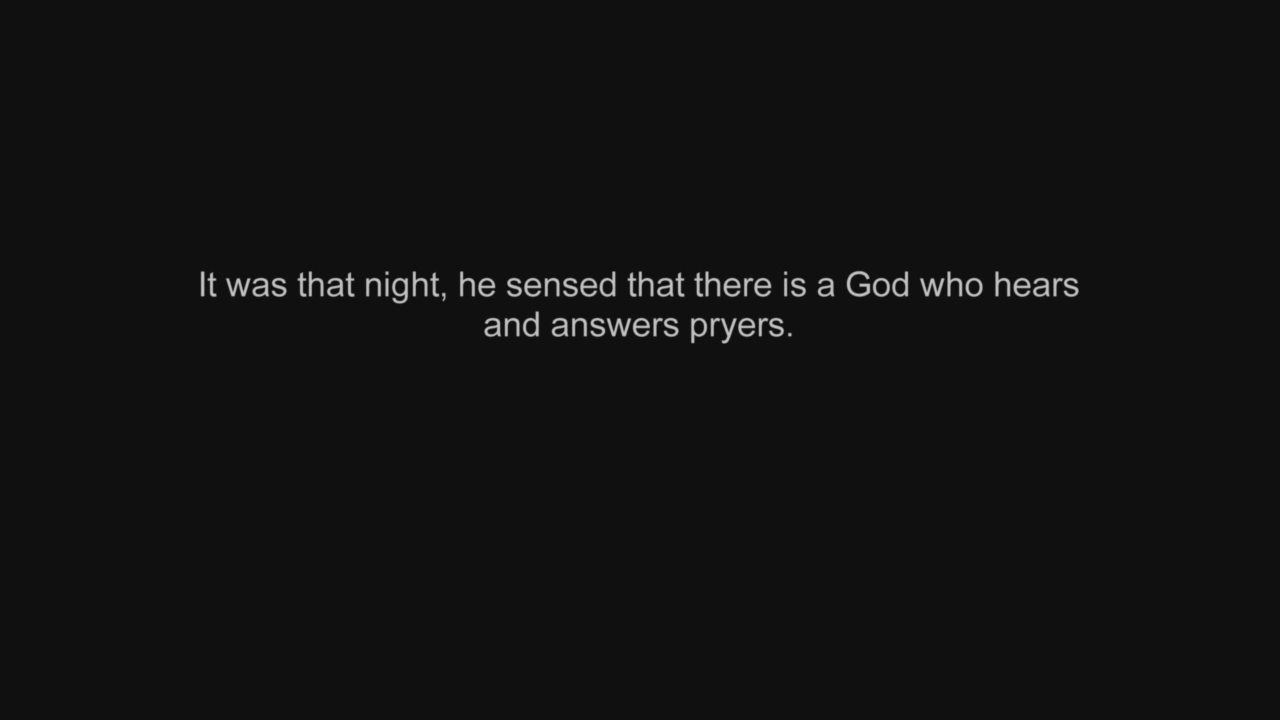 It was that night, he sensed that there is a God who hears
and answers pryers.